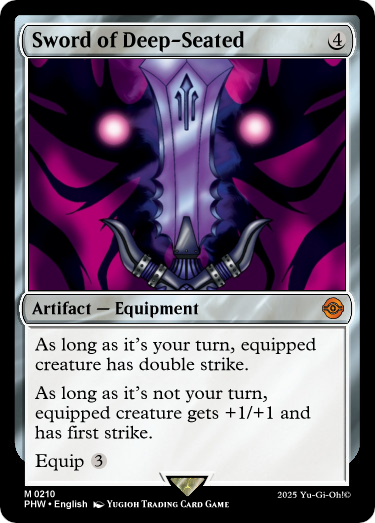 Sword of Deep-Seated 4
Artifact — Equipment
As long as it's your turn, equipped
creature has double strike.
As long as it's not your turn,
equipped creature gets +1/+1 and
has first strike.
Equip 3
M 0210
PHW • English Yugioh Trading Card Game
2025 Yu-Gi-Oh!©